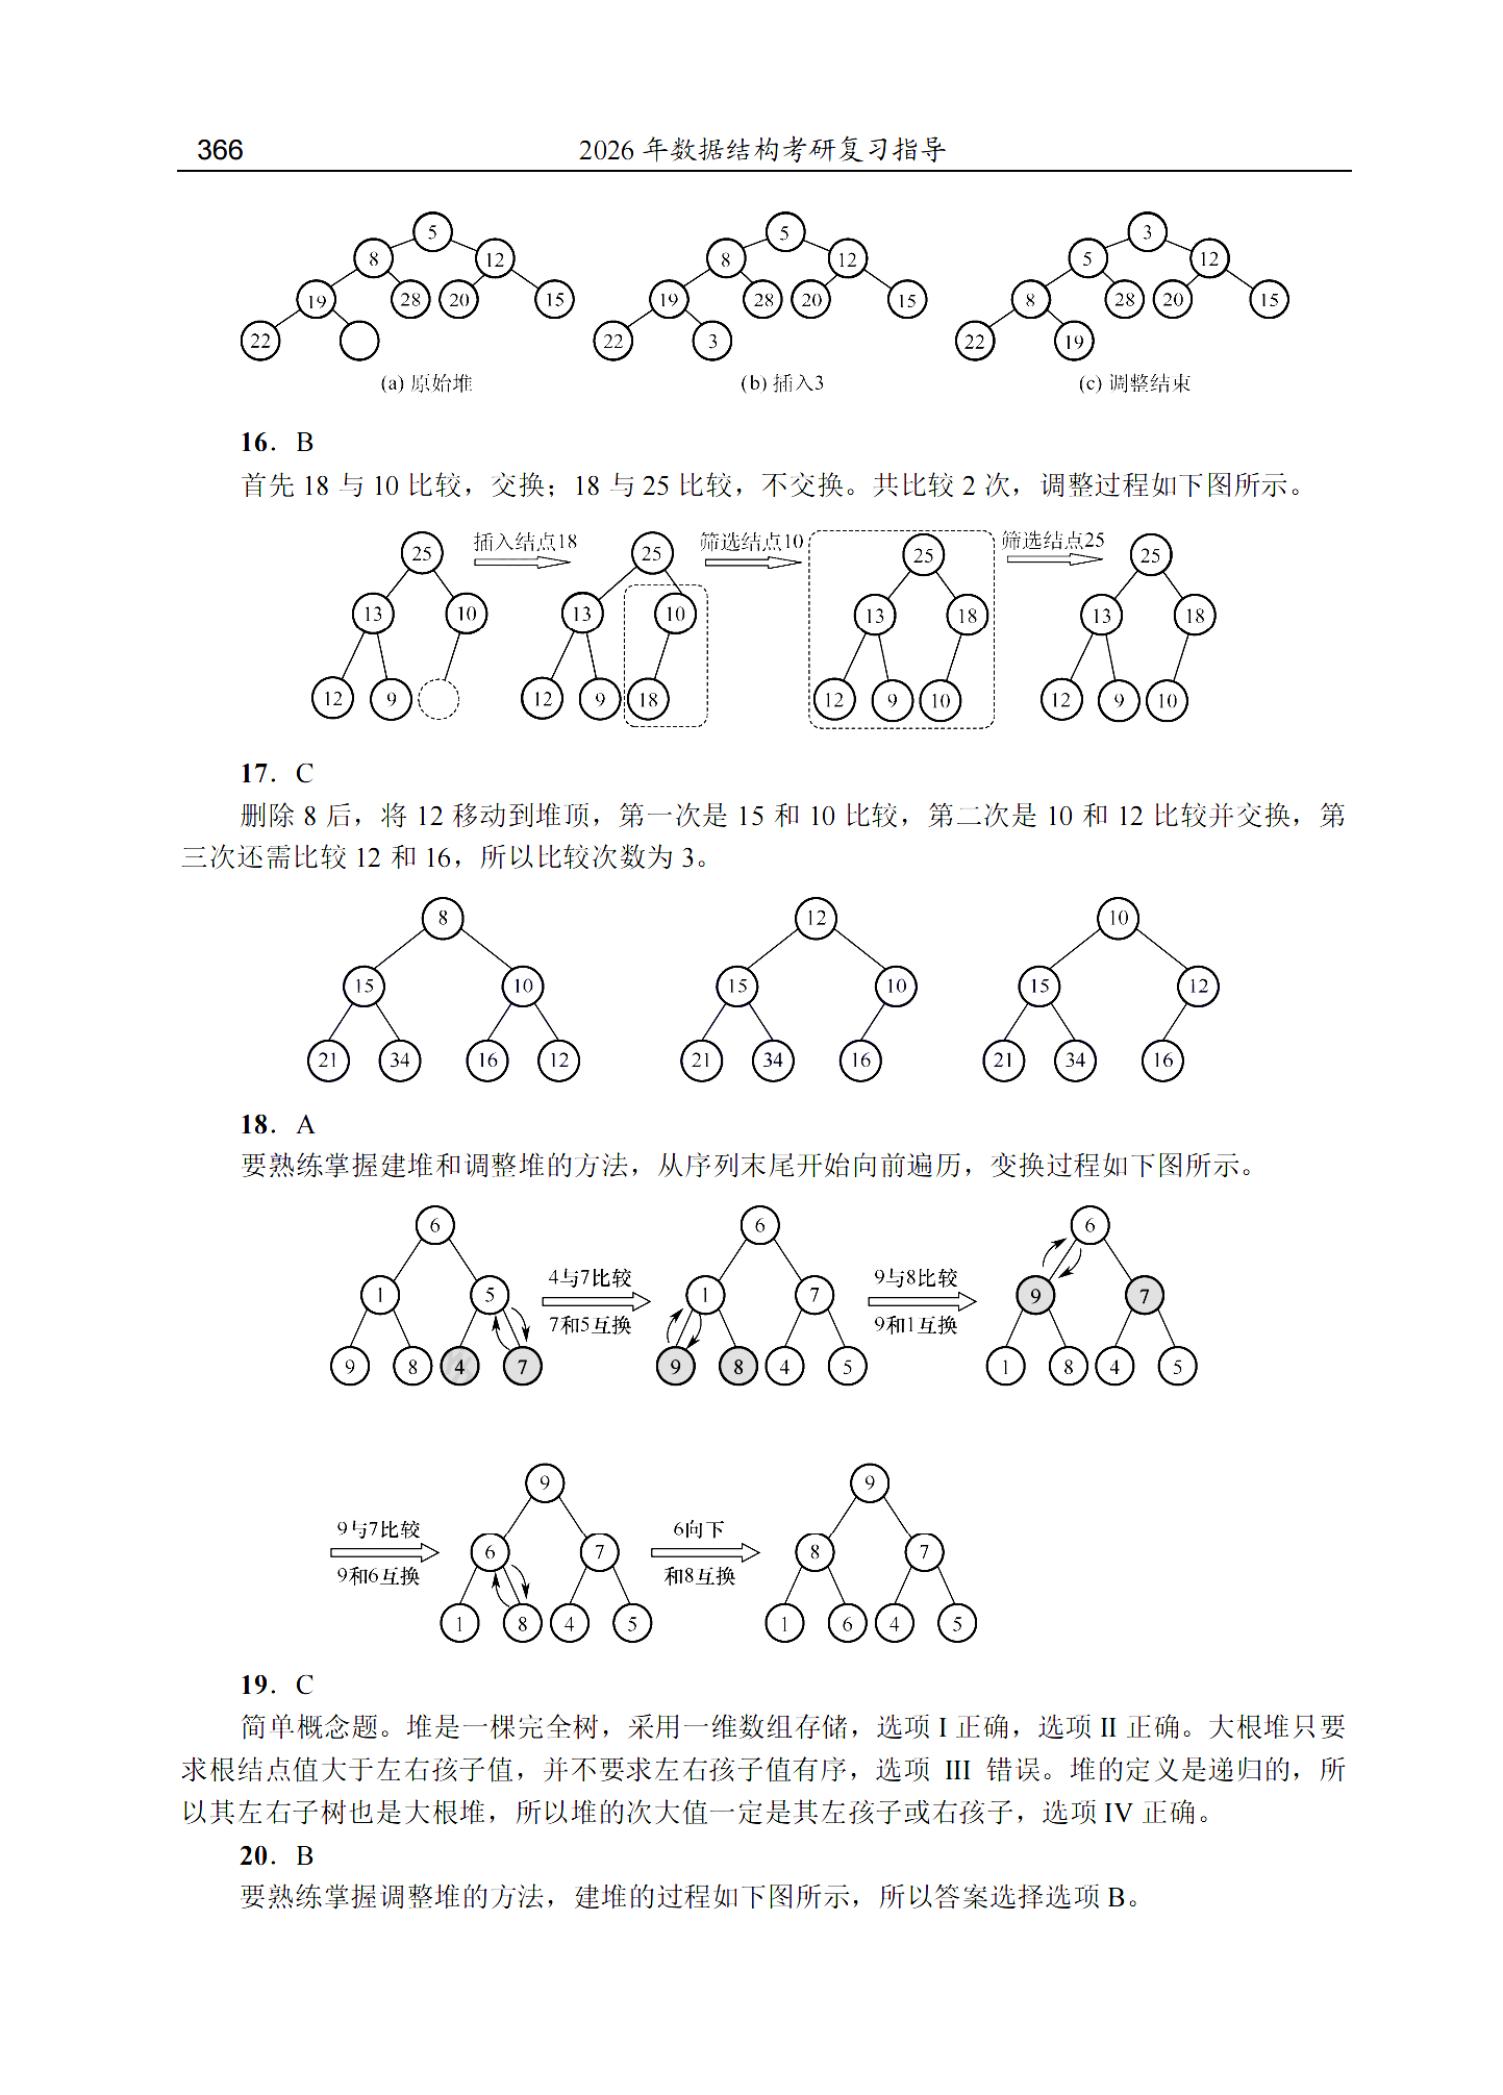 366
2026 年数据结构考研复习指导
5 5 3
8 12 8 12 5 12
19 28 20 15 19 28 20 15 8 28 20 15
22 22 3 22 19
(a) 原始堆 (b) 插入3 (c) 调整结束
16. B
首先 18 与 10 比较，交换；18 与 25 比较，不交换。共比较 2 次，调整过程如下图所示。
插入结点18 筛选结点10 筛选结点25
25 25 25 25
13 10 13 10 13 18 13 18
12 9 12 9 18 12 9 10 12 9 10
17. C
删除 8 后，将 12 移动到堆顶，第一次是 15 和 10 比较，第二次是 10 和 12 比较并交换，第
三次还需比较 12 和 16，所以比较次数为 3。
8 12 10
15 10 15 10 15 12
21 34 16 12 21 34 16 21 34 16
18. A
要熟练掌握建堆和调整堆的方法，从序列末尾开始向前遍历，变换过程如下图所示。
6 6 6
4与7比较 9与8比较
1 5 1 7 9 7
7和5互换 9和1互换
9 8 4 7 9 8 4 5 1 8 4 5
9 9
9与7比较 6向下
6 7 8 7
9和6互换 和8互换
1 8 4 5 1 6 4 5
19. C
简单概念题。堆是一棵完全树，采用一维数组存储，选项 I 正确，选项 II 正确。大根堆只要
求根结点值大于左右孩子值，并不要求左右孩子值有序，选项 III 错误。堆的定义是递归的，所
以其左右子树也是大根堆，所以堆的次大值一定是其左孩子或右孩子，选项 IV 正确。
20. B
要熟练掌握调整堆的方法，建堆的过程如下图所示，所以答案选择选项 B。